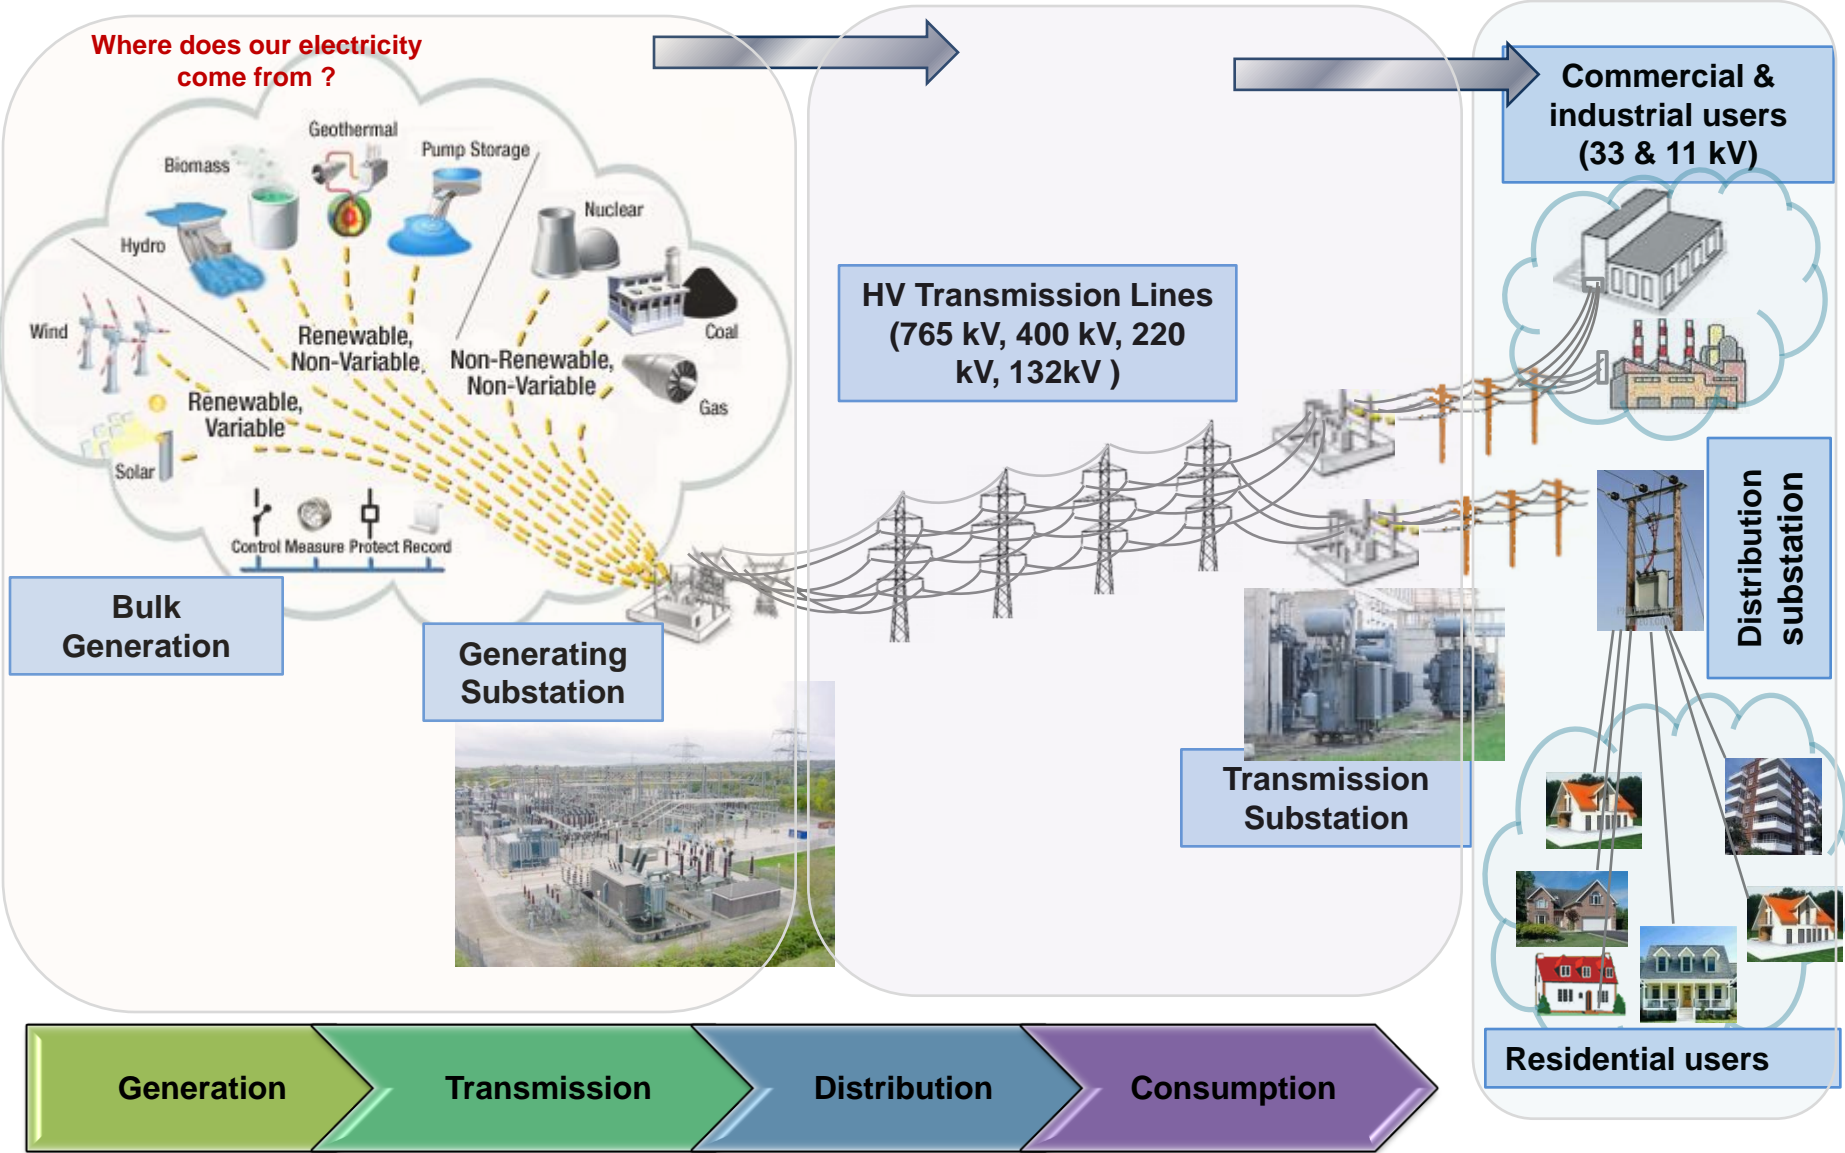 Where does our electricity
come from ?
Geothermal
Pump Storage
Biomass
Nuclear
Hydro
Coal
Wind
Renewable,
Non-Variable,
Non-Renewable,
Non-Variable
Gas
Renewable,
Variable
Solar
Control Measure Protect Record
Bulk
Generation
Generating
Substation
HV Transmission Lines
(765 kV, 400 kV, 220
kV, 132kV )
Transmission
Substation
Commercial &
industrial users
(33 & 11 kV)
Distribution
substation
Residential users
Generation
Transmission
Distribution
Consumption